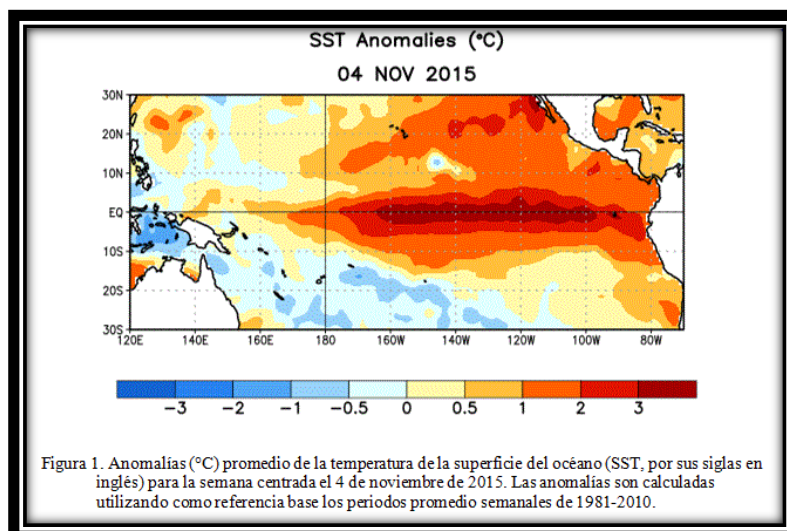 SST Anomalies (°C)
04 NOV 2015
30N
20N
10N
EQ
10S
20S
30S
120E 140E 160E 180 160W 140W 120W 100W 80W
-3 -2 -1 -0.5 0 0.5 1 2 3
Figura 1. Anomalías (°C) promedio de la temperatura de la superficie del océano (SST, por sus siglas en
inglés) para la semana centrada el 4 de noviembre de 2015. Las anomalías son calculadas
utilizando como referencia base los periodos promedio semanales de 1981-2010.